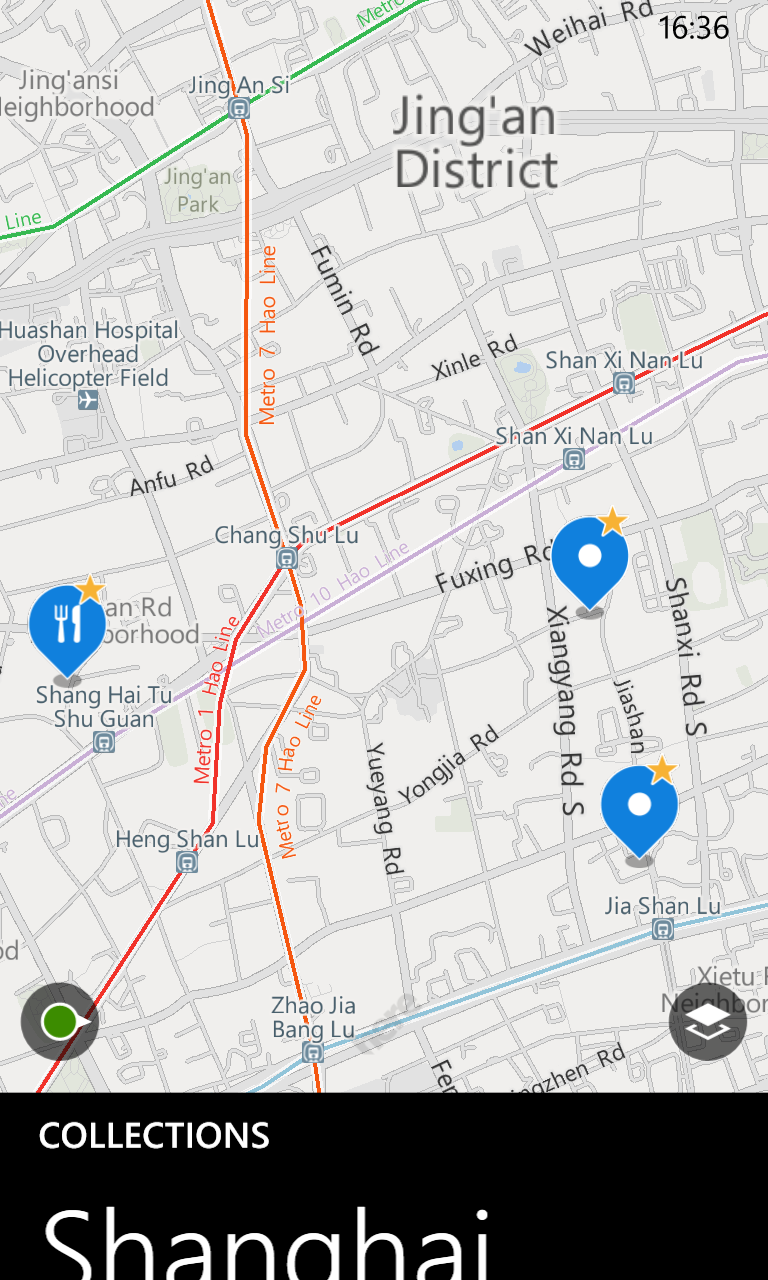 Metro
Weihai Rd
16:36
Jing'ansi
Neighborhood
Jing An Si
Jing'an
District
Jing'an
Park
Line
Fumin Rd
Metro 7 Hao Line
Huashan Hospital
Overhead
Helicopter Field
Xinle Rd
Shan Xi Nan Lu
Shan Xi Nan Lu
Anfu Rd
Chang Shu Lu
Metro 10 Hao Line
Fuxing Rd
an Rd
borhood
Shanxi Rd S
Xiangyang Rd S
Metro 1 Hao Line
Shang Hai Tu
Shu Guan
Jiashan
Metro 7 Hao Line
Yueyang Rd
Yongjia Rd
Heng Shan Lu
Jia Shan Lu
Xietu
Neighbor
Zhao Jia
Bang Lu
here
Fen
ingzhen Rd
COLLECTIONS
Shanghai